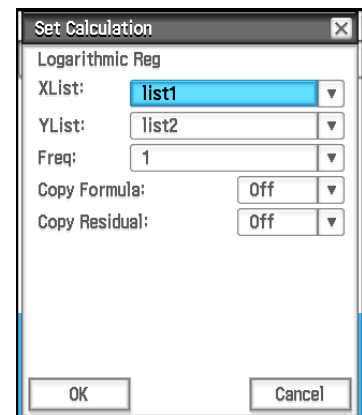 Set Calculation
Logarithmic Reg
XList: list1
YList: list2
Freq: 1
Copy Formula: Off
Copy Residual: Off
OK Cancel